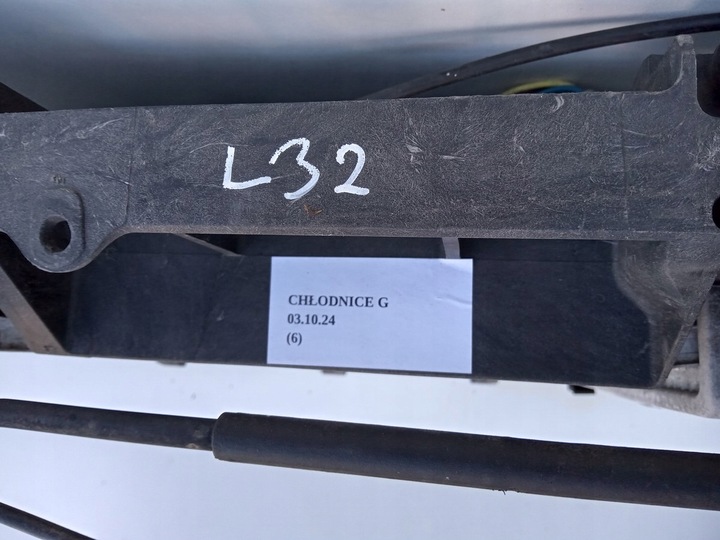 L32
CHŁODNICE G
03.10.24
(6)